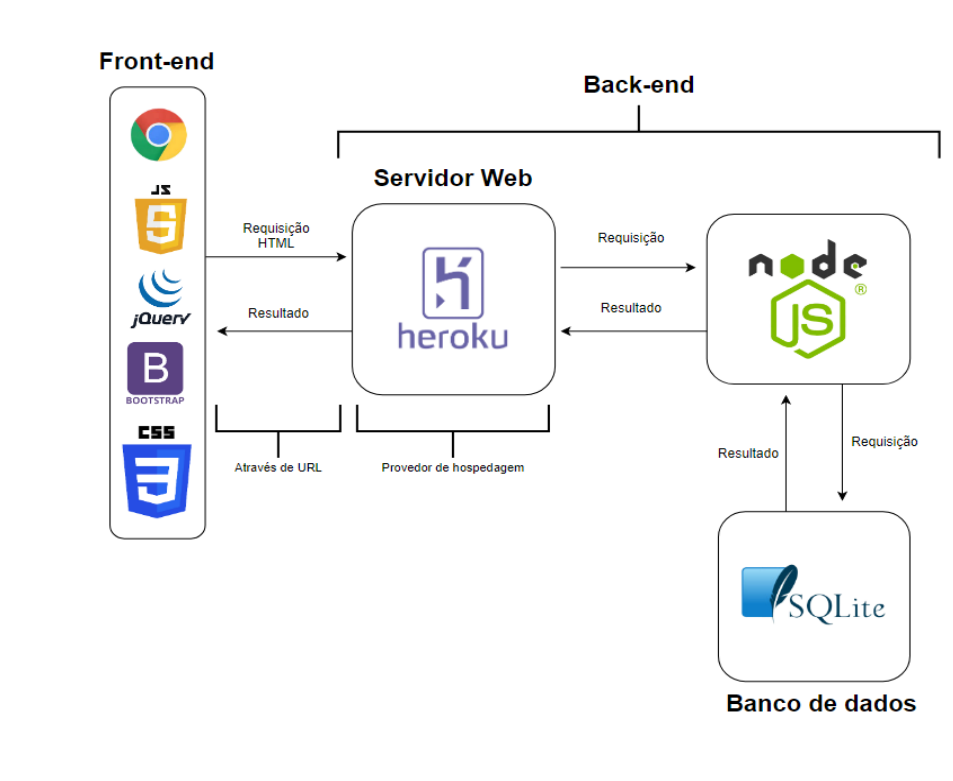 Front-end
Back-end
Servidor Web
JS
Requisição
HTML
Requisição
node
JS
®
heroku
Resultado
Resultado
jQuery
B
BOOTSTRAP
CSS
Através de URL
Provedor de hospedagem
Resultado
Requisição
SQLite
Banco de dados